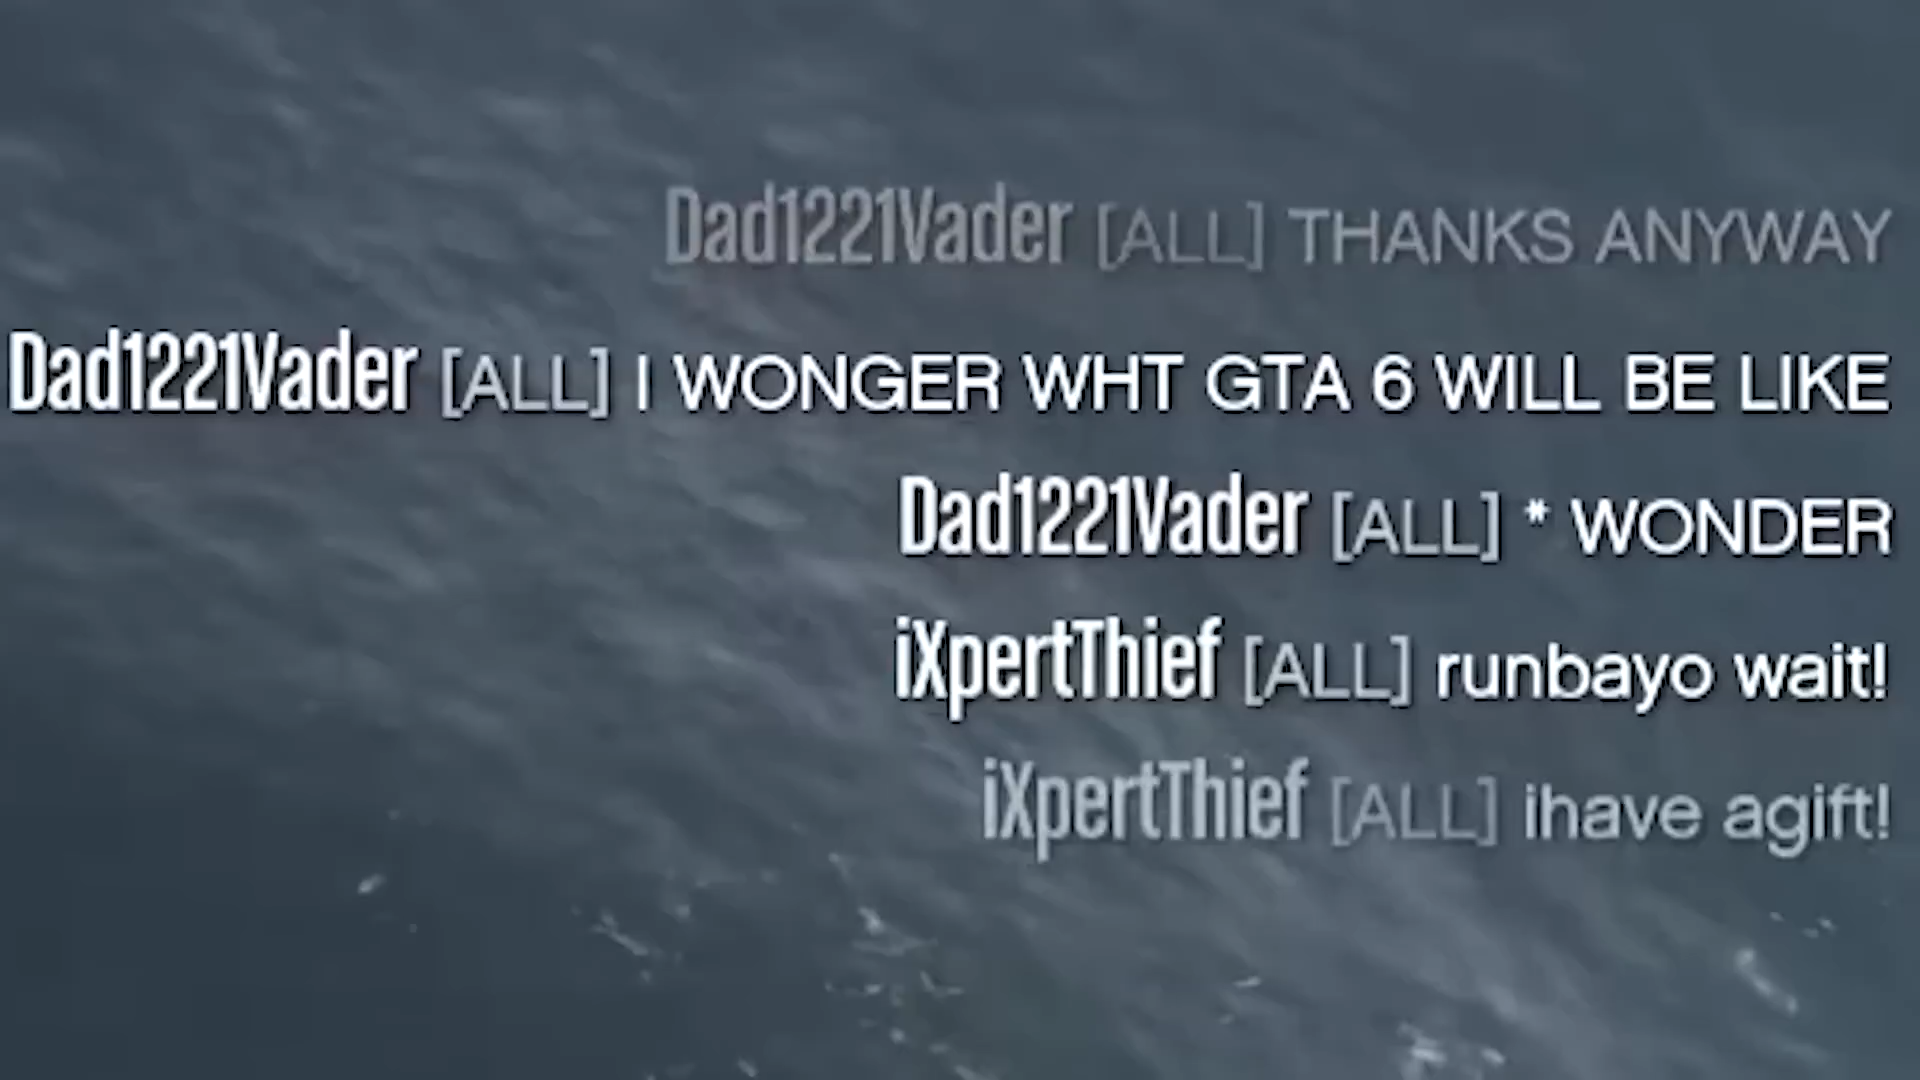 Dad1221Vader [ALL] THANKS ANYWAY
Dad1221Vader [ALL] I WONGER WHT GTA 6 WILL BE LIKE
Dad1221Vader [ALL] * WONDER
iXpertThief [ALL] runbayo wait!
iXpertThief [ALL] ihave agift!